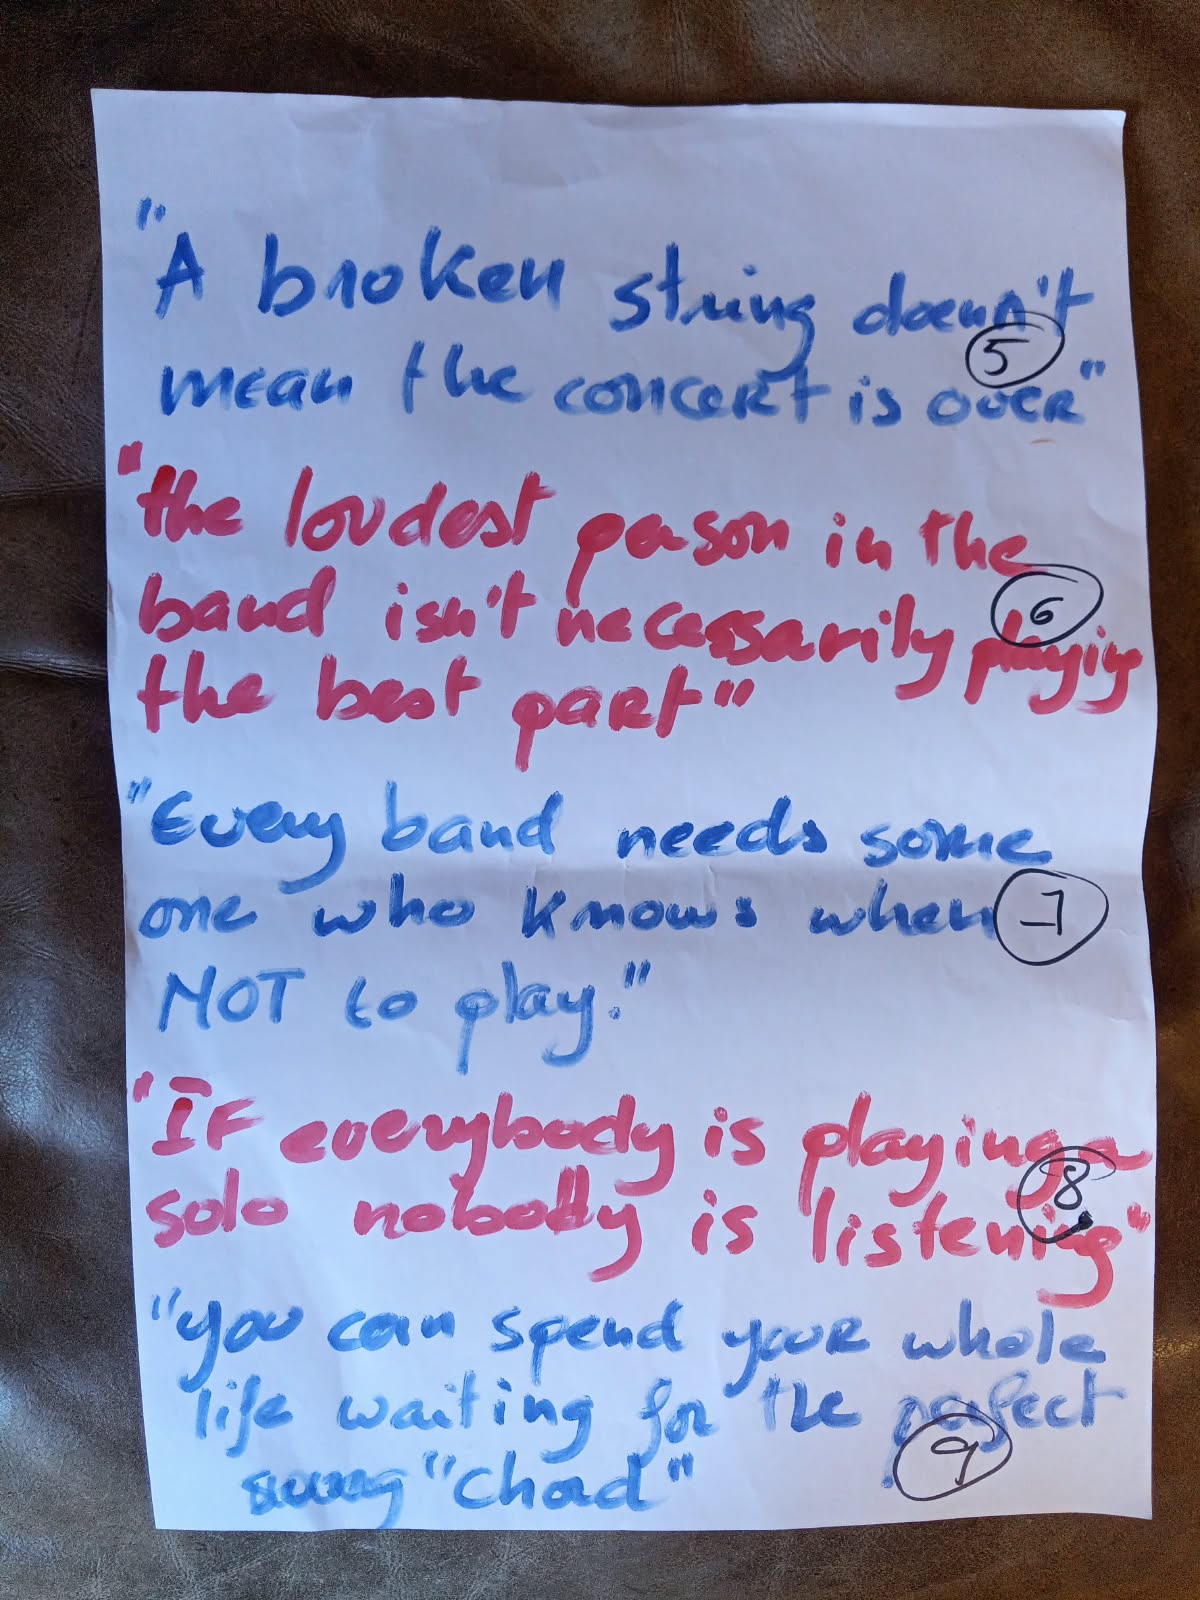 "A broken string doesn't
5
mean the concert is over"
"the loudest person in the
band isn't necessarily playing
6
the best part"
"Every band needs some
one who knows when
7
NOT to play."
"IF everybody is playing a
8
solo nobody is listening"
"you can spend your whole
life waiting for the perfect
9
"Chord"